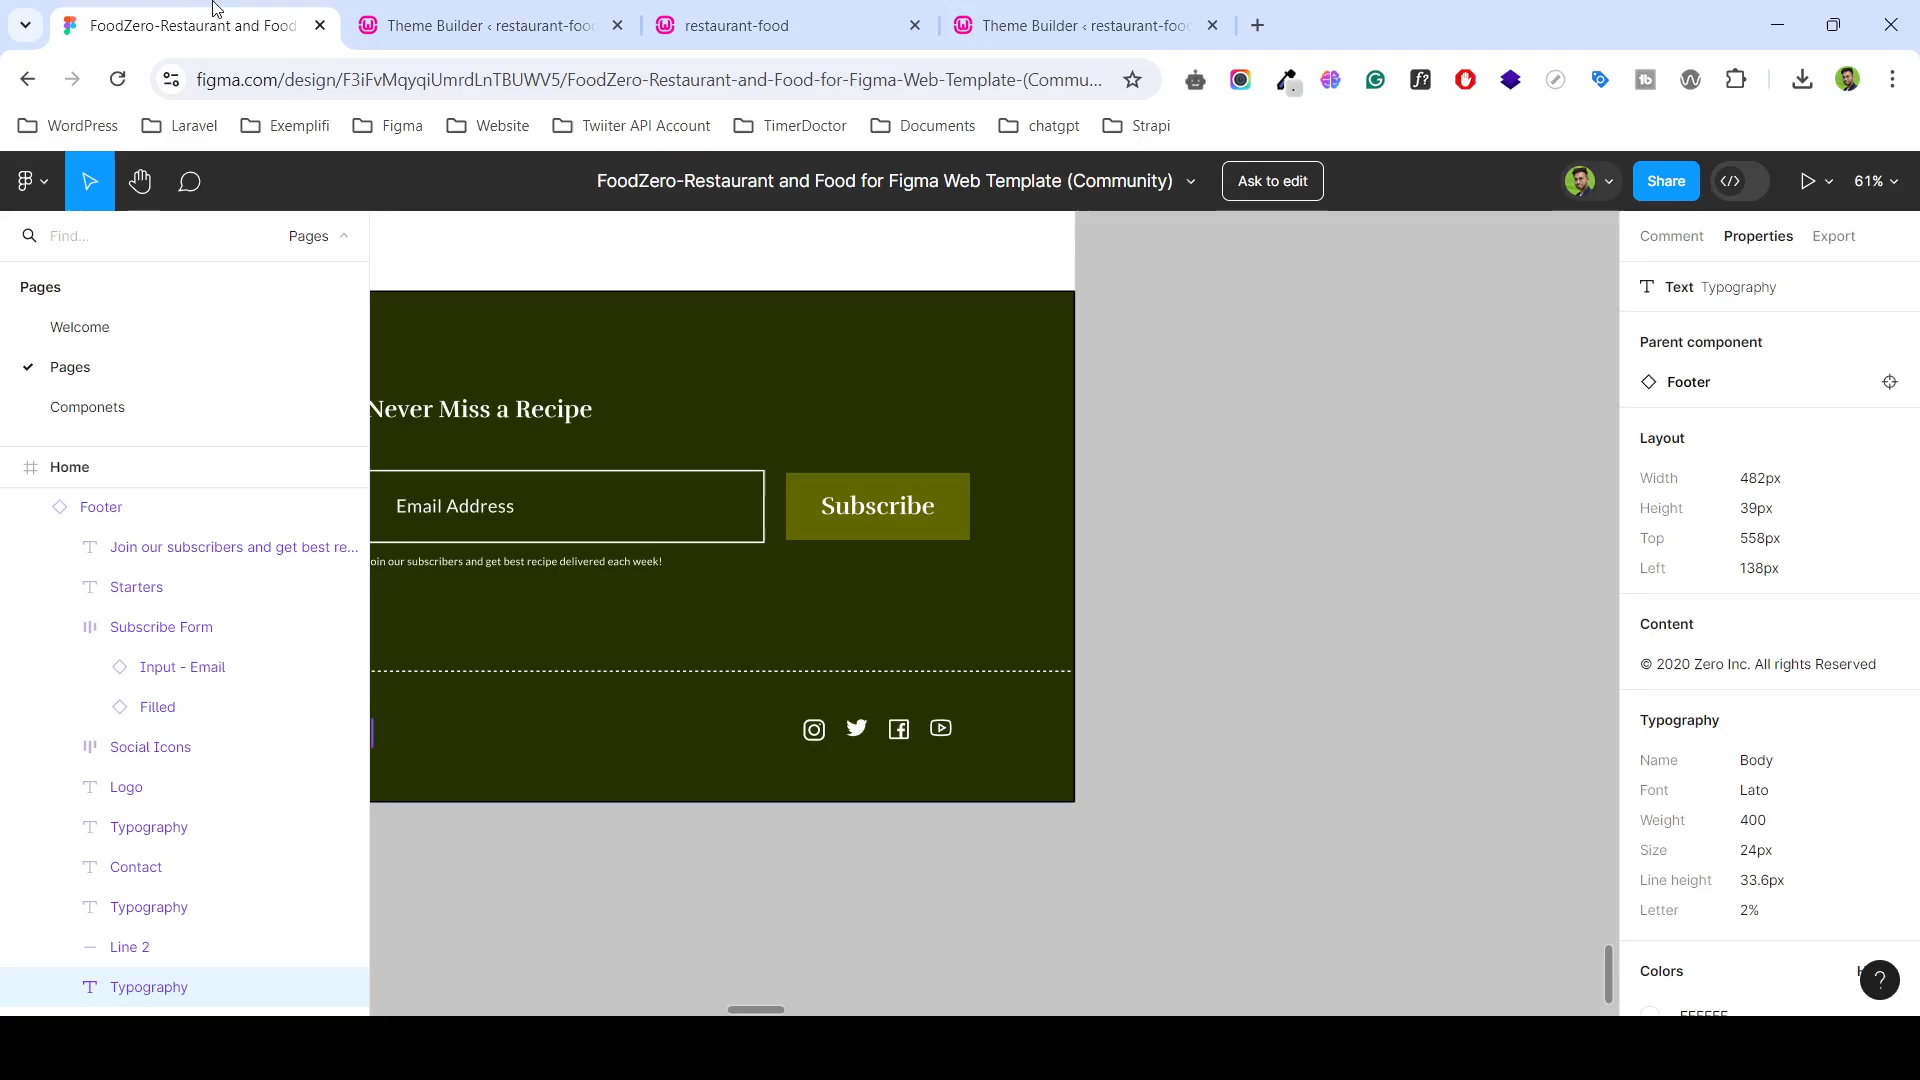 FoodZero-Restaurant and Food
Theme Builder ‹ restaurant-foo
restaurant-food
Theme Builder ‹ restaurant-foo
figma.com/design/F3iFvMqyqiUmrdLnTBUWV5/FoodZero-Restaurant-and-Food-for-Figma-Web-Template-(Commu...
WordPress
Laravel
Exemplifi
Figma
Website
Twiiter API Account
TimerDoctor
Documents
chatgpt
Strapi
FoodZero-Restaurant and Food for Figma Web Template (Community)
Ask to edit
Share
61%
Find...
Pages
Comment
Properties
Export
Pages
Welcome
Pages
Componets
Home
Footer
Join our subscribers and get best re...
Starters
Subscribe Form
Input - Email
Filled
Social Icons
Logo
Typography
Contact
Typography
Line 2
Typography
Never Miss a Recipe
Email Address
Subscribe
oin our subscribers and get best recipe delivered each week!
Text Typography
Parent component
Footer
Layout
Width 482px
Height 39px
Top 558px
Left 138px
Content
© 2020 Zero Inc. All rights Reserved
Typography
Name Body
Font Lato
Weight 400
Size 24px
Line height 33.6px
Letter 2%
Colors
?